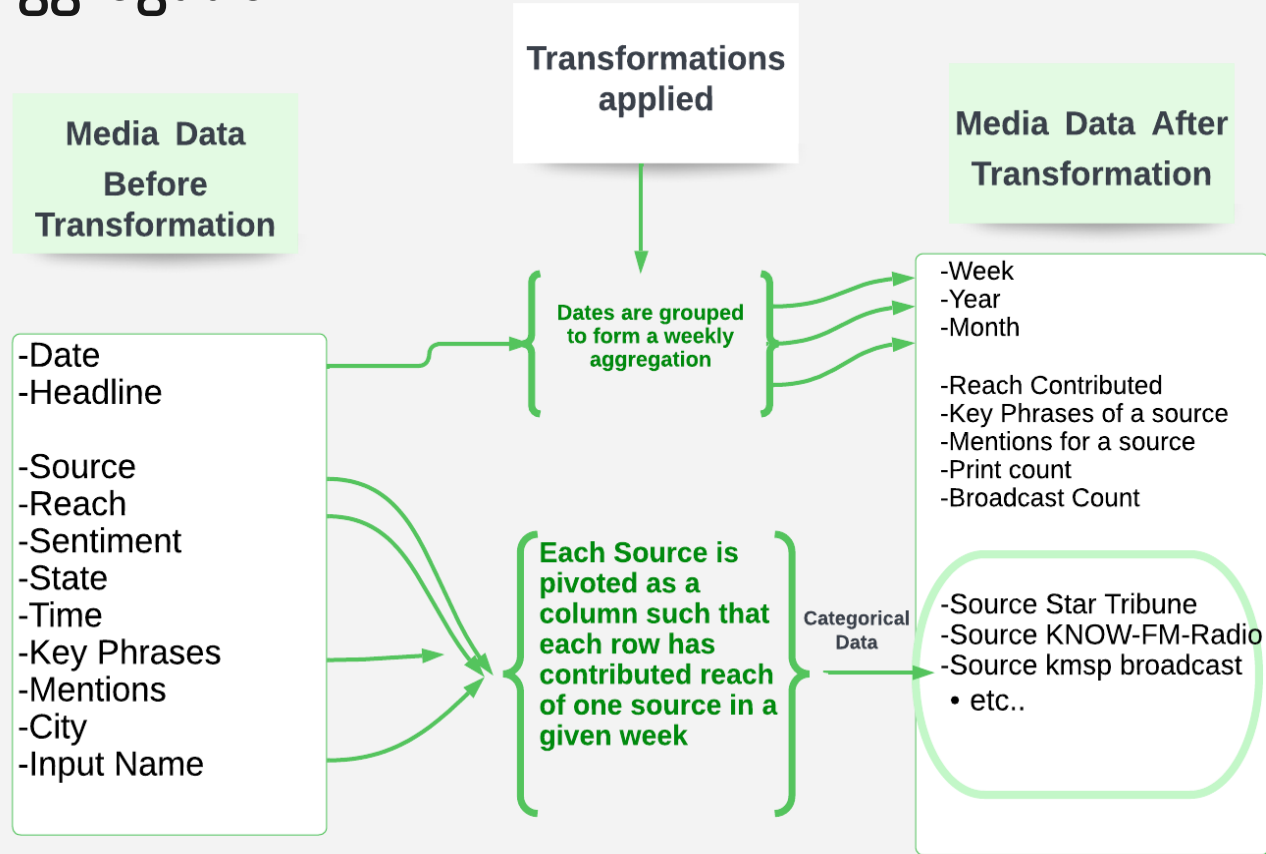 Transformations
applied
Media Data
Before
Transformation
Media Data After
Transformation
-Date
-Headline
-Source
-Reach
-Sentiment
-State
-Time
-Key Phrases
-Mentions
-City
-Input Name
Dates are grouped
to form a weekly
aggregation
Each Source is
pivoted as a
column such that
each row has
contributed reach
of one source in a
given week
Categorical
Data
-Week
-Year
-Month
-Reach Contributed
-Key Phrases of a source
-Mentions for a source
-Print count
-Broadcast Count
-Source Star Tribune
-Source KNOW-FM-Radio
-Source kmsp broadcast
• etc..